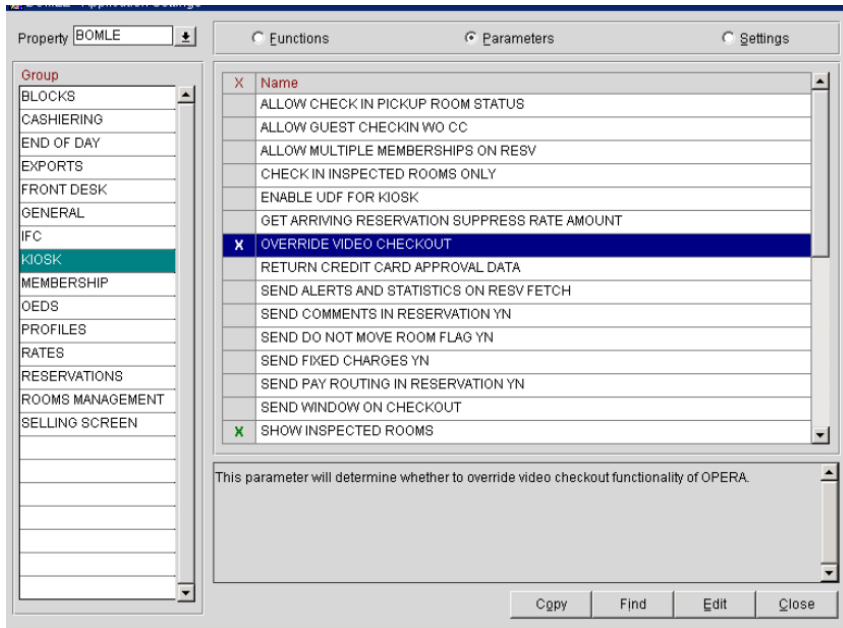 BOMLE - Application Settings
Property BOMLE
Functions
Parameters
Settings
Group
BLOCKS
CASHIERING
END OF DAY
EXPORTS
FRONT DESK
GENERAL
IFC
KIOSK
MEMBERSHIP
OEDS
PROFILES
RATES
RESERVATIONS
ROOMS MANAGEMENT
SELLING SCREEN
X Name
ALLOW CHECK IN PICKUP ROOM STATUS
ALLOW GUEST CHECKIN WO CC
ALLOW MULTIPLE MEMBERSHIPS ON RESV
CHECK IN INSPECTED ROOMS ONLY
ENABLE UDF FOR KIOSK
GET ARRIVING RESERVATION SUPPRESS RATE AMOUNT
X OVERRIDE VIDEO CHECKOUT
RETURN CREDIT CARD APPROVAL DATA
SEND ALERTS AND STATISTICS ON RESV FETCH
SEND COMMENTS IN RESERVATION YN
SEND DO NOT MOVE ROOM FLAG YN
SEND FIXED CHARGES YN
SEND PAY ROUTING IN RESERVATION YN
SEND WINDOW ON CHECKOUT
X SHOW INSPECTED ROOMS
This parameter will determine whether to override video checkout functionality of OPERA.
Copy
Find
Edit
Close